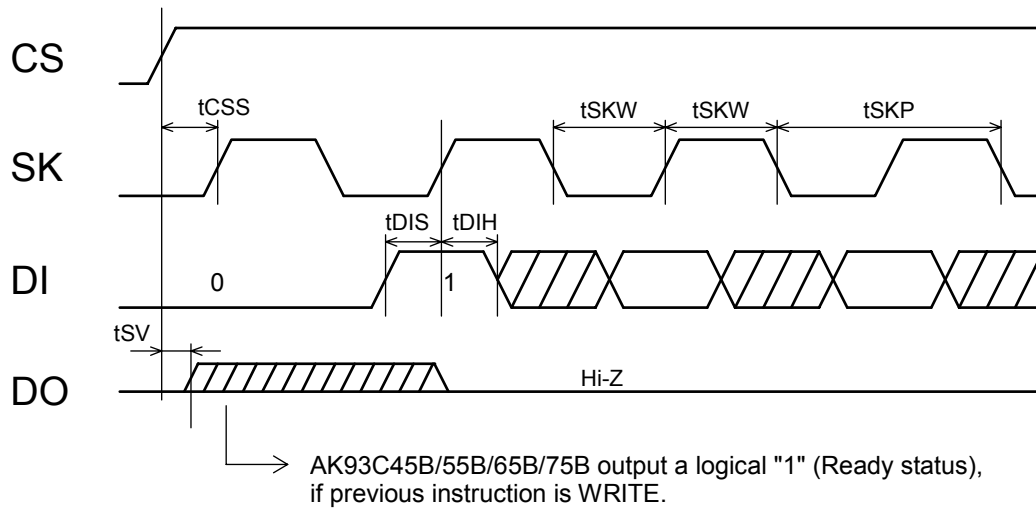 CS
tCSS
tSKW
tSKW
tSKP
SK
tDIS
tDIH
DI
0
1
tSV
DO
Hi-Z
AK93C45B/55B/65B/75B output a logical "1" (Ready status),
if previous instruction is WRITE.